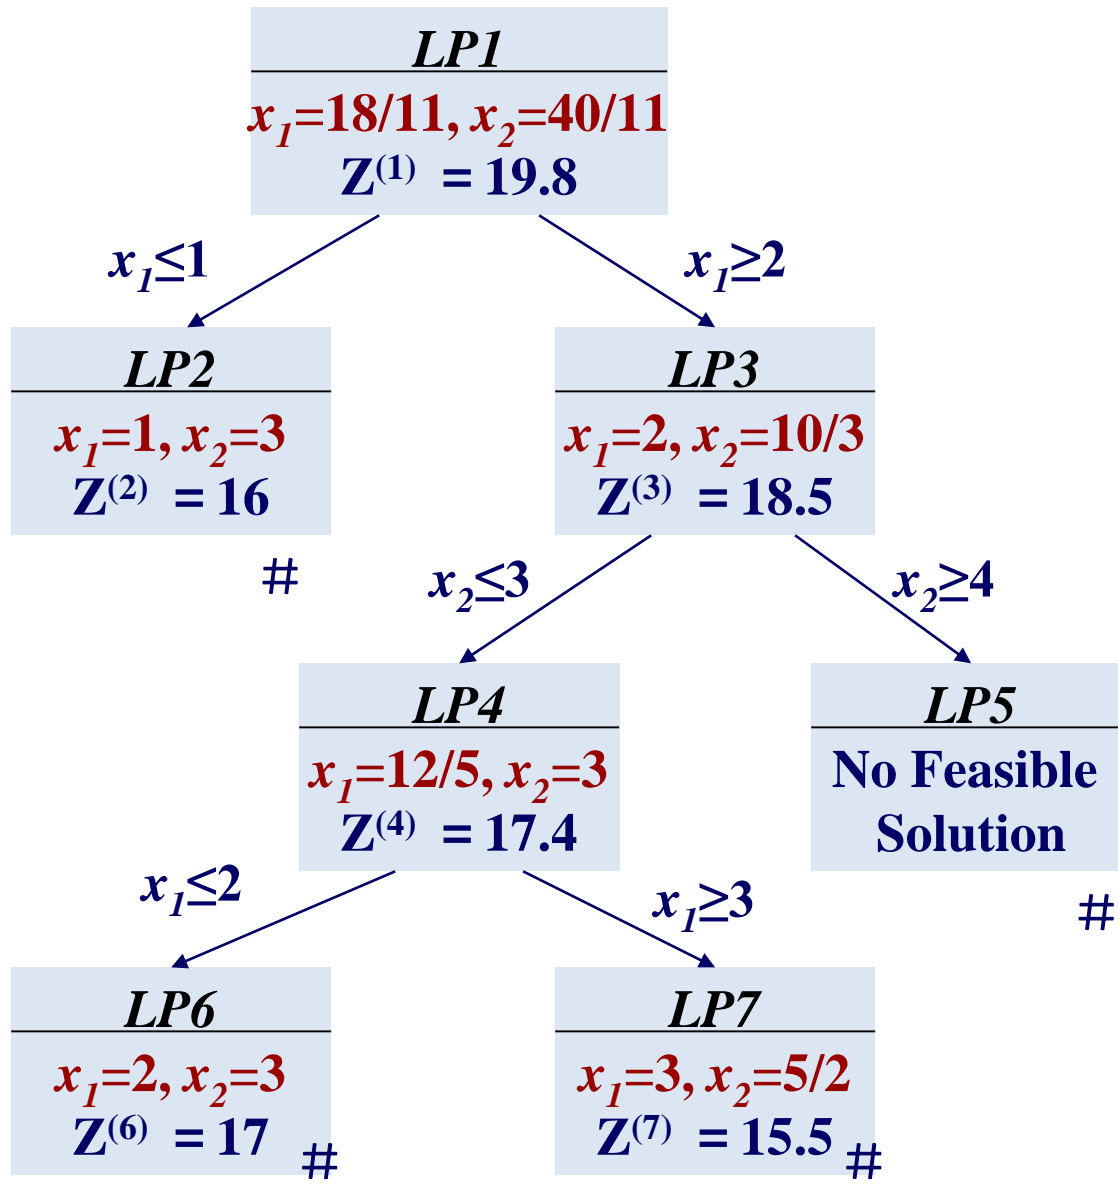 LP1
x₁=18/11, x₂=40/11
Z⁽¹⁾ = 19.8
x₁≤1
x₁≥2
LP2
x₁=1, x₂=3
Z⁽²⁾ = 16
#
LP3
x₁=2, x₂=10/3
Z⁽³⁾ = 18.5
x₂≤3
x₂≥4
LP4
x₁=12/5, x₂=3
Z⁽⁴⁾ = 17.4
LP5
No Feasible
Solution
#
x₁≤2
x₁≥3
LP6
x₁=2, x₂=3
Z⁽⁶⁾ = 17
#
LP7
x₁=3, x₂=5/2
Z⁽⁷⁾ = 15.5
#